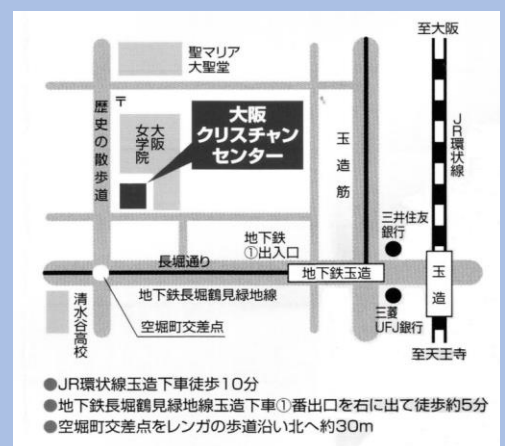 至大阪
聖マリア
大聖堂
〒
歴史の散歩道
大阪
女学院
大阪
クリスチャン
センター
玉造筋
JR環状線
三井住友
銀行
地下鉄
①出入口
長堀通り
地下鉄玉造
玉造
地下鉄長堀鶴見緑地線
清水谷高校
空堀町交差点
三菱
UFJ銀行
至天王寺
●JR環状線玉造下車徒歩10分
●地下鉄長堀鶴見緑地線玉造下車①番出口を右に出て徒歩約5分
●空堀町交差点をレンガの歩道沿い北へ約30m